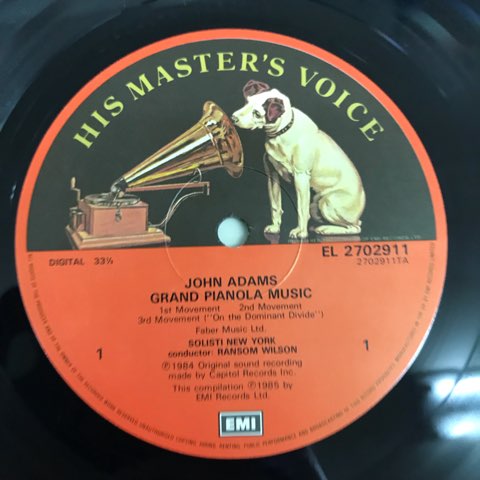 HIS MASTER'S VOICE
DIGITAL 33⅓
EL 2702911
2702911TA
JOHN ADAMS
GRAND PIANOLA MUSIC
1st Movement 2nd Movement
3rd Movement ("On the Dominant Divide")
Faber Music Ltd.
1 1
SOLISTI NEW YORK
conductor: RANSOM WILSON
℗1984 Original sound recording
made by Capitol Records Inc.
This compilation ℗1985 by
EMI Records Ltd.
EMI